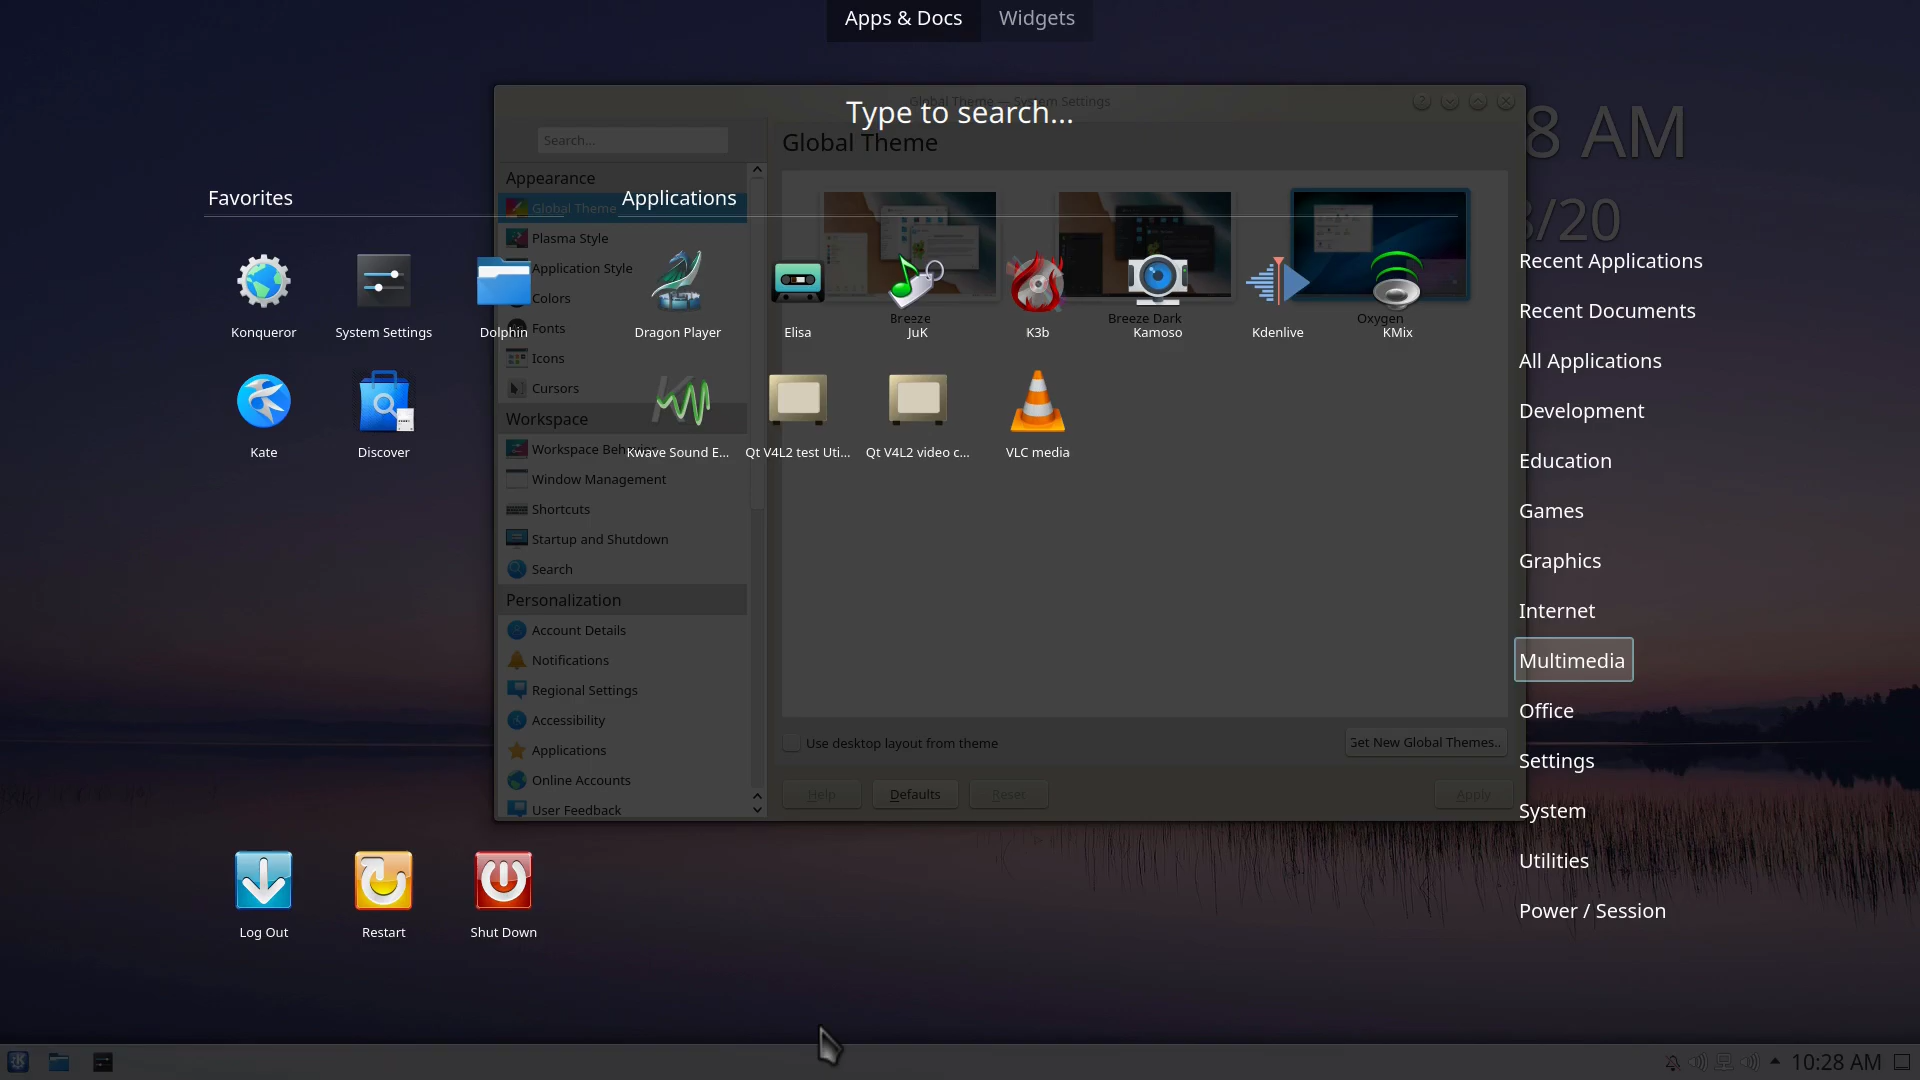 Apps & Docs
Widgets
Type to search...
Global Theme — System Settings
8 AM
8/20
Search...
Global Theme
Favorites
Applications
Appearance
Global Theme
Plasma Style
Application Style
Colors
Fonts
Icons
Cursors
Workspace
Workspace Behavior
Window Management
Shortcuts
Startup and Shutdown
Search
Personalization
Account Details
Notifications
Regional Settings
Accessibility
Applications
Online Accounts
User Feedback
Breeze
Breeze Dark
Oxygen
Konqueror
System Settings
Dolphin
Dragon Player
Elisa
JuK
K3b
Kamoso
Kdenlive
KMix
Kate
Discover
Kwave Sound E...
Qt V4L2 test Uti...
Qt V4L2 video c...
VLC media
Recent Applications
Recent Documents
All Applications
Development
Education
Games
Graphics
Internet
Multimedia
Office
Settings
System
Utilities
Power / Session
Use desktop layout from theme
Get New Global Themes..
Help
Defaults
Reset
Apply
Log Out
Restart
Shut Down
10:28 AM